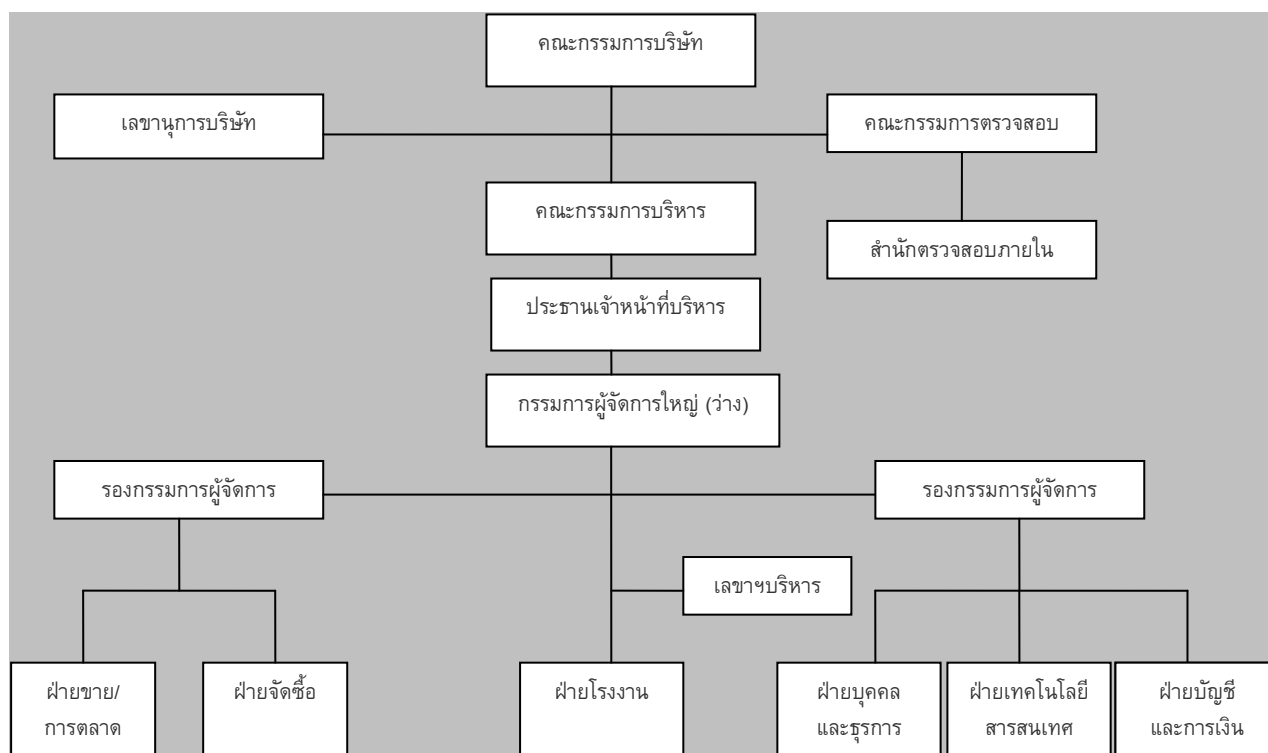 คณะกรรมการบริษัท
เลขานุการบริษัท
คณะกรรมการตรวจสอบ
คณะกรรมการบริหาร
สำนักตรวจสอบภายใน
ประธานเจ้าหน้าที่บริหาร
กรรมการผู้จัดการใหญ่ (ว่าง)
รองกรรมการผู้จัดการ
รองกรรมการผู้จัดการ
เลขาฯบริหาร
ฝ่ายขาย/
การตลาด
ฝ่ายจัดซื้อ
ฝ่ายโรงงาน
ฝ่ายบุคคล
และธุรการ
ฝ่ายเทคโนโลยี
สารสนเทศ
ฝ่ายบัญชี
และการเงิน